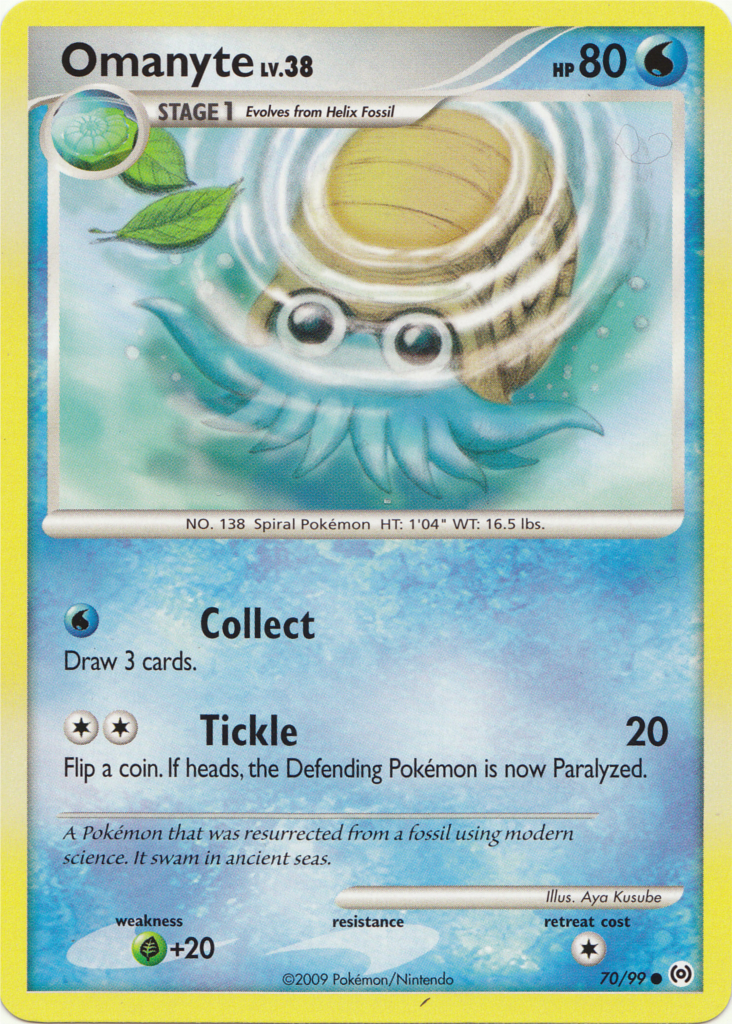 Omanyte LV.38
HP 80
STAGE 1 Evolves from Helix Fossil
NO. 138 Spiral Pokémon HT: 1'04" WT: 16.5 lbs.
Collect
Draw 3 cards.
Tickle 20
Flip a coin. If heads, the Defending Pokémon is now Paralyzed.
A Pokémon that was resurrected from a fossil using modern
science. It swam in ancient seas.
Illus. Aya Kusube
weakness resistance retreat cost
+20
©2009 Pokémon/Nintendo 70/99